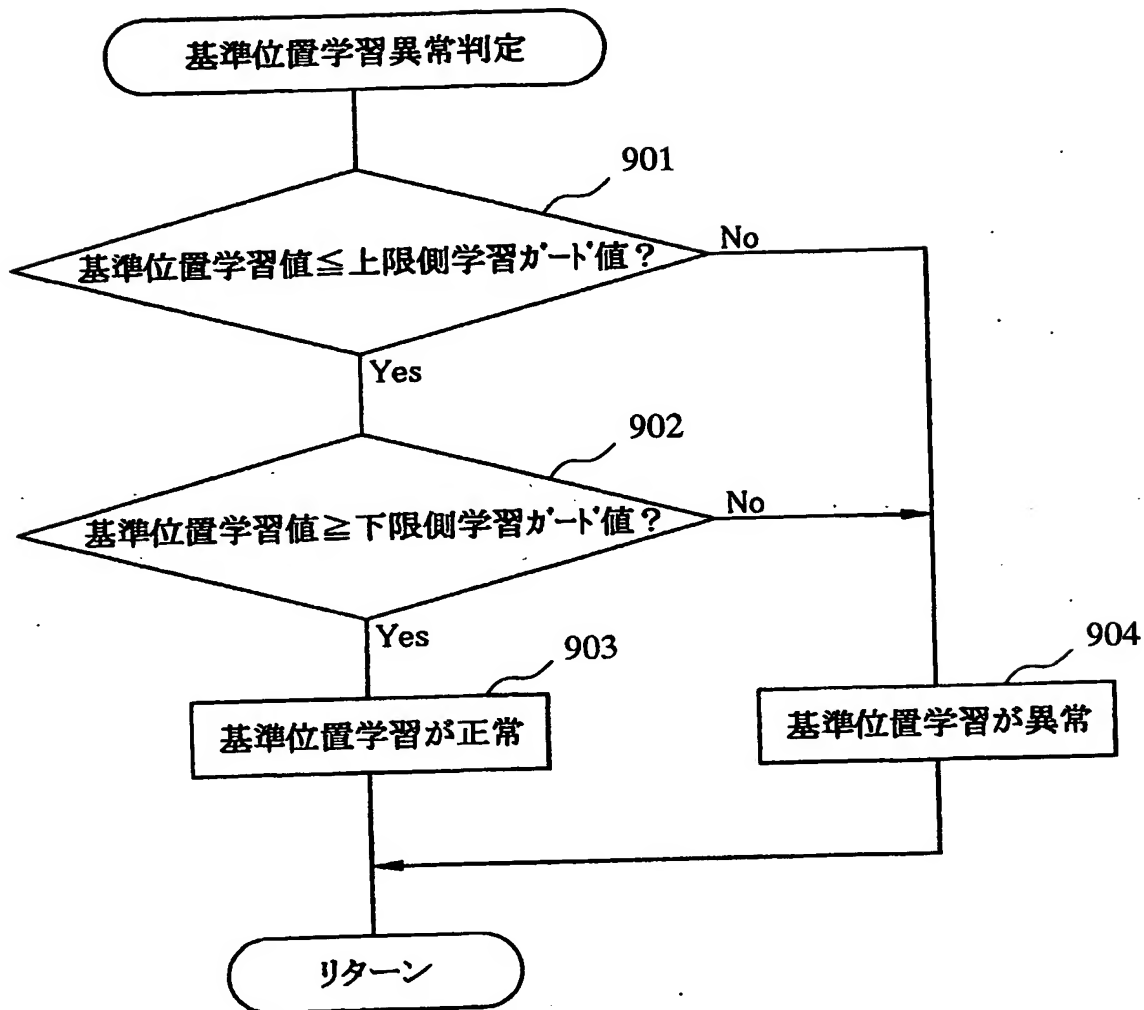 基準位置学習異常判定
901
基準位置学習値≦上限側学習ｶﾞｰﾄﾞ値？
No
Yes
902
基準位置学習値≧下限側学習ｶﾞｰﾄﾞ値？
No
Yes
903
基準位置学習が正常
904
基準位置学習が異常
リターン